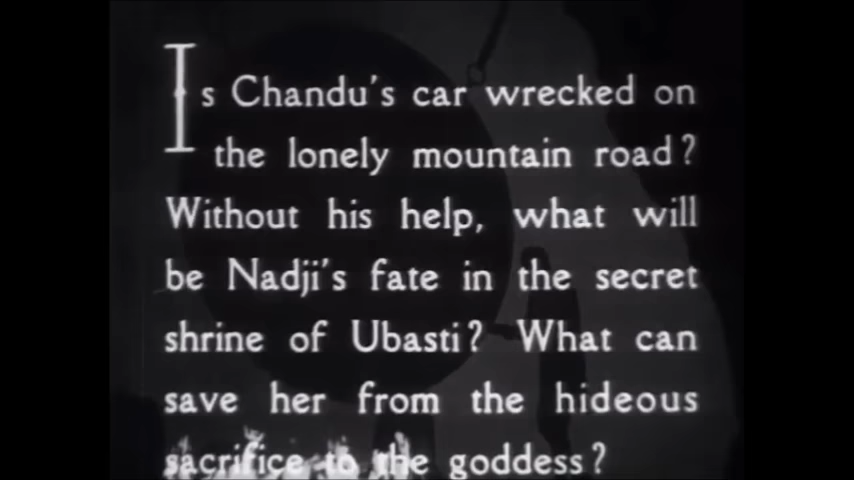 Is Chandu's car wrecked on
the lonely mountain road?
Without his help, what will
be Nadji's fate in the secret
shrine of Ubasti? What can
save her from the hideous
sacrifice to the goddess?